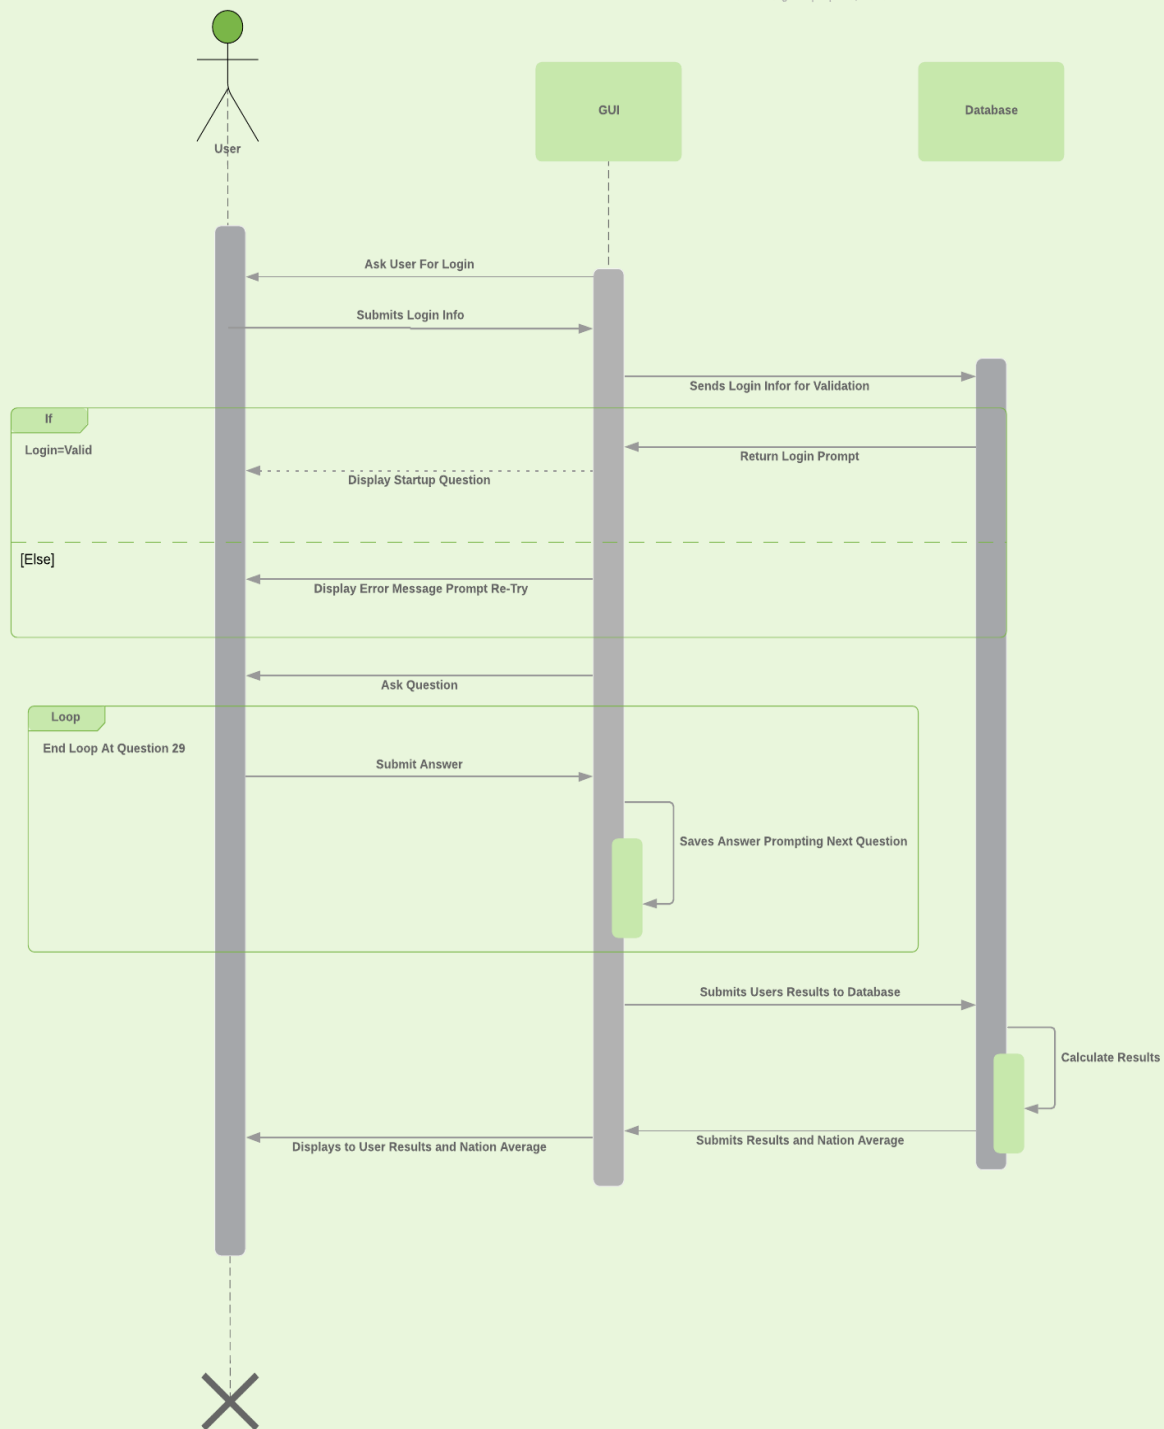 User
GUI
Database
Ask User For Login
Submits Login Info
Sends Login Infor for Validation
If
Login=Valid
Return Login Prompt
Display Startup Question
[Else]
Display Error Message Prompt Re-Try
Ask Question
Loop
End Loop At Question 29
Submit Answer
Saves Answer Prompting Next Question
Submits Users Results to Database
Calculate Results
Submits Results and Nation Average
Displays to User Results and Nation Average